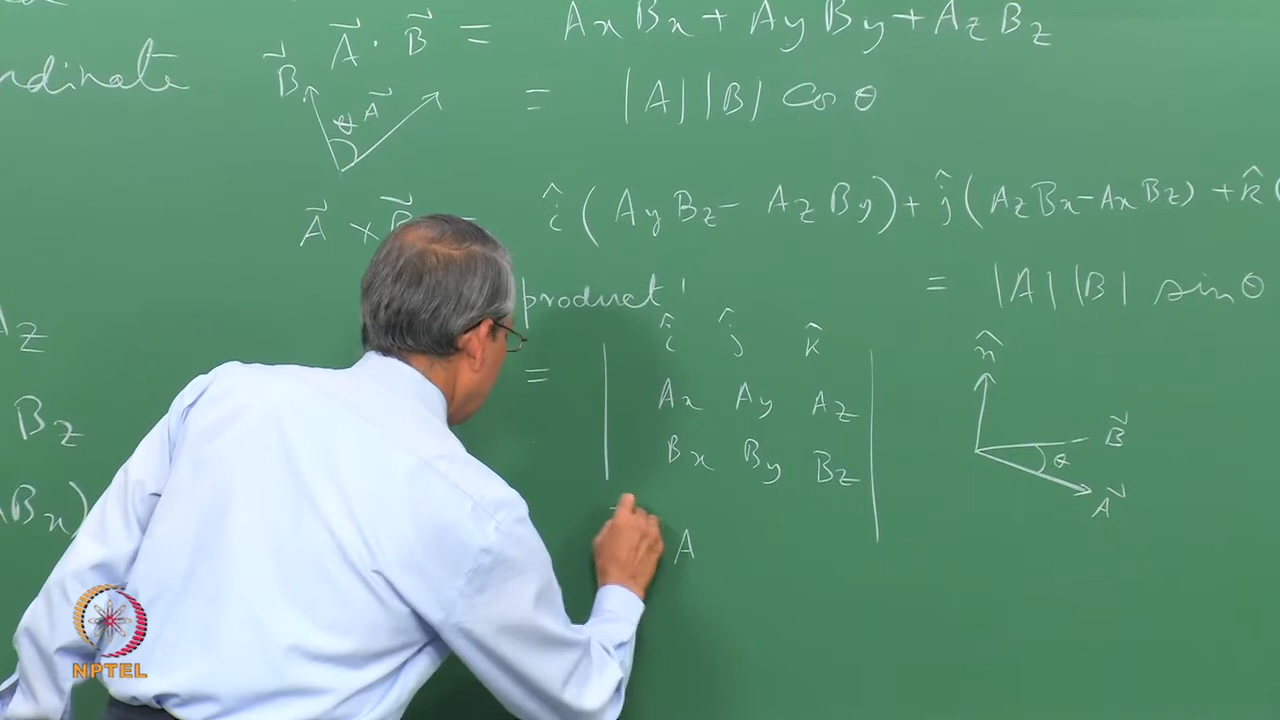 A⃗ · B⃗ = AxBx + AyBy + AzBz
rdinate
B⃗ θ A⃗
= |A| |B| Cos θ
A⃗ × B⃗ = î (AyBz - AzBy) + ĵ (AzBx - AxBz) + k̂ (
product'
= |A| |B| sin θ
= | î ĵ k̂
Ax Ay Az
Bx By Bz |
n̂
B⃗
θ
A⃗
Az
Bz
Bx)
A
NPTEL